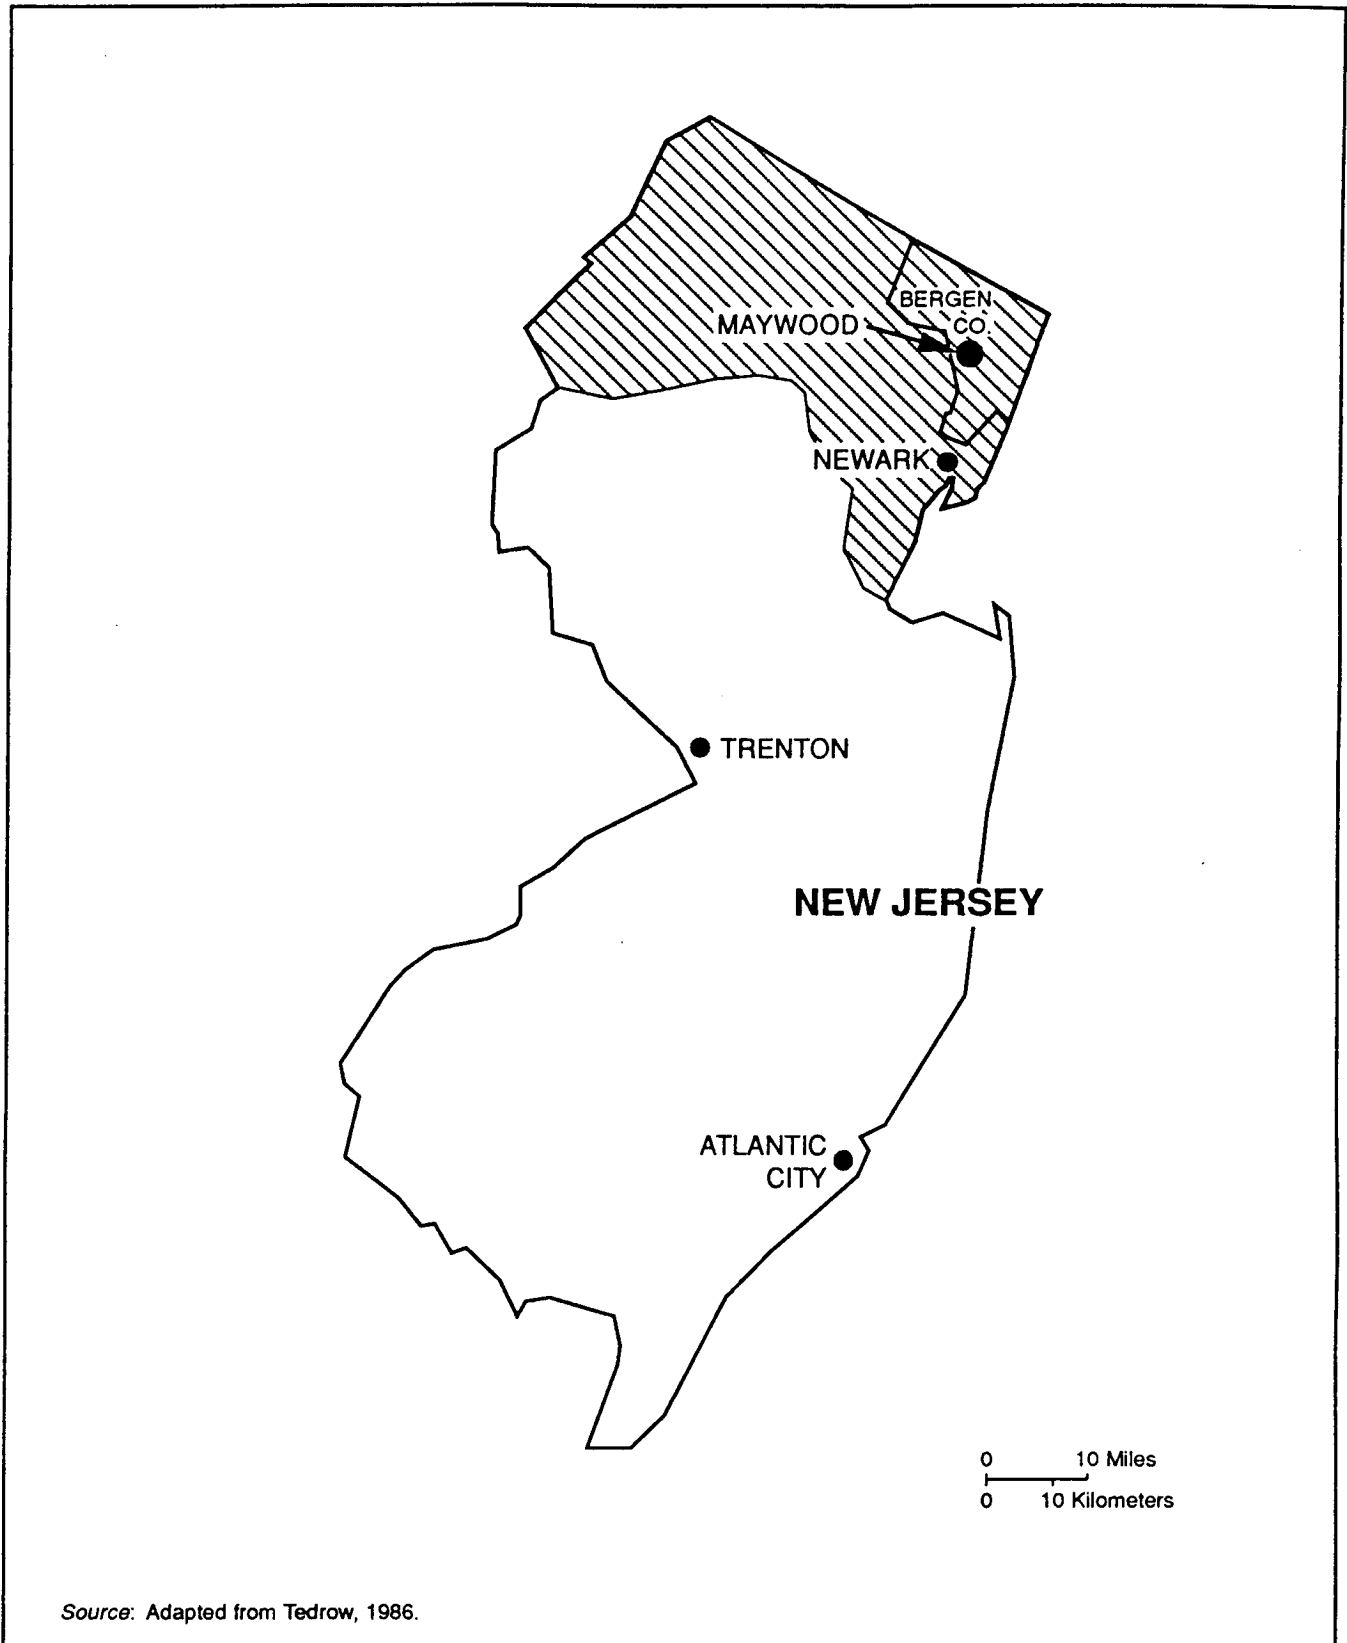 BERGEN
CO.
MAYWOOD
NEWARK
TRENTON
NEW JERSEY
ATLANTIC
CITY
0 10 Miles
0 10 Kilometers
Source: Adapted from Tedrow, 1986.